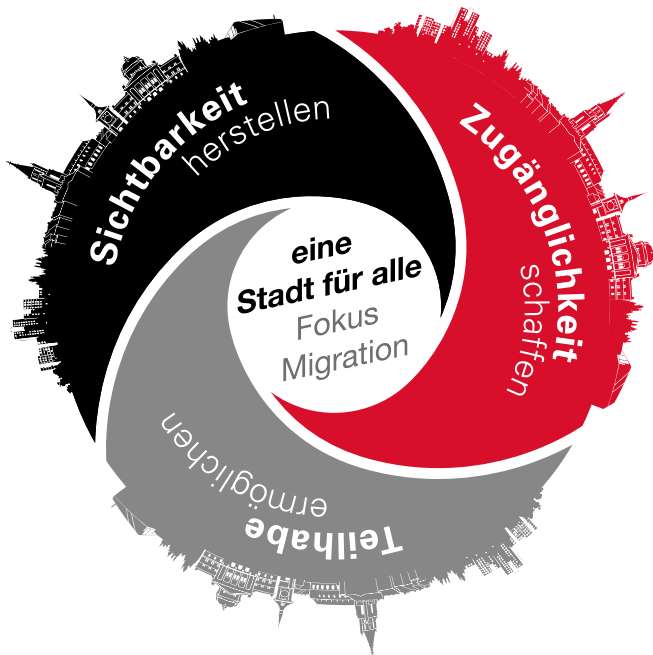 Sichtbarkeit
herstellen
Zugänglichkeit
schaffen
eine
Stadt für alle
Fokus
Migration
Teilhabe
ermöglichen